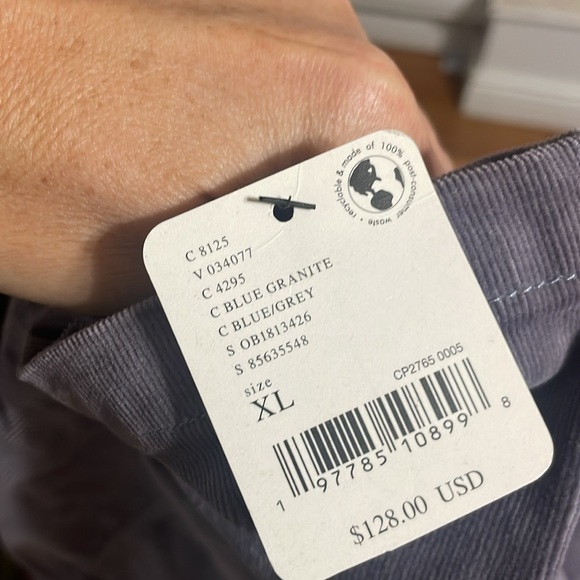 recyclable & made of 100% post-consumer waste •
C 8125
V 034077
C 4295
C BLUE GRANITE
C BLUE/GREY
S OB1813426
S 85635548
size
XL
CP2765 0005
1 97785 10899 8
$128.00 USD